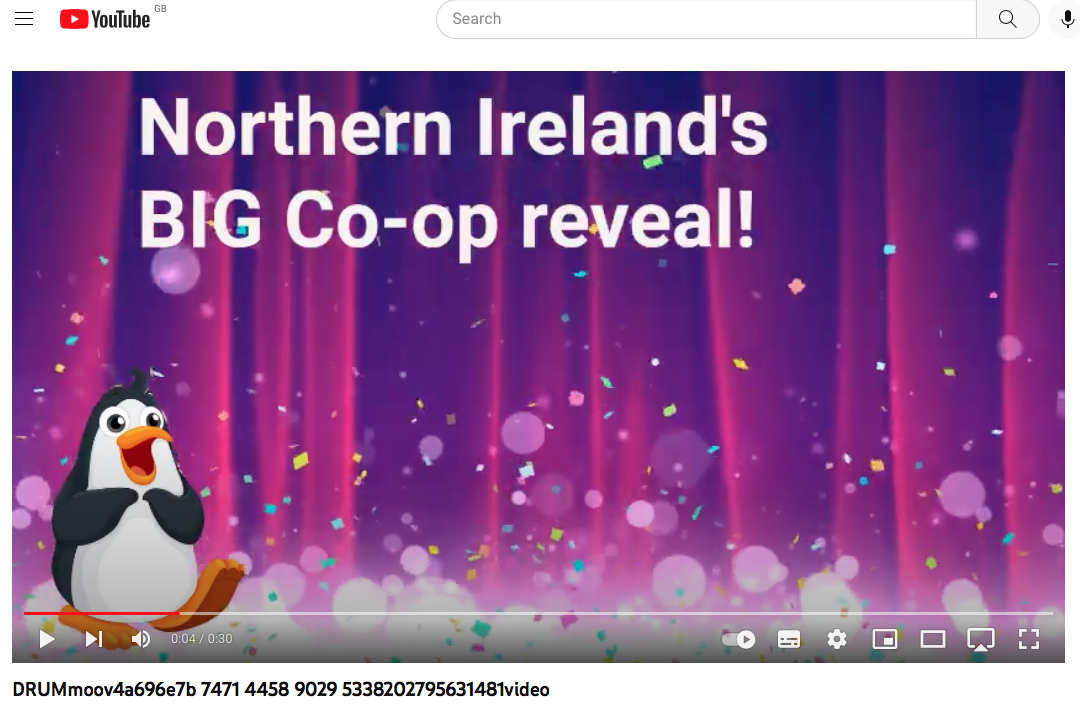 YouTube GB
Search
Northern Ireland's
BIG Co-op reveal!
0:04 / 0:30
DRUMmoov4a696e7b 7471 4458 9029 5338202795631481video